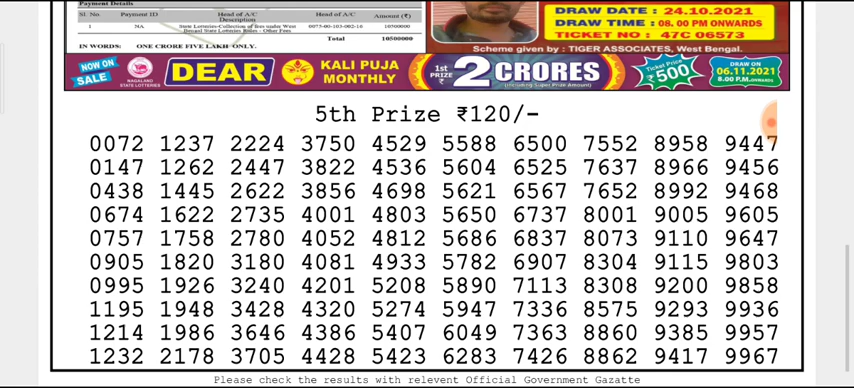 Payment Details
Sl. No. Payment ID Head of A/C Description Head of A/C Amount (₹)
1 NA State Lotteries-Collection of fees under West Bengal State Lotteries Rules - Other Fees 0075-00-103-002-16 10500000
Total 10500000
IN WORDS: ONE CRORE FIVE LAKH ONLY.
DRAW DATE : 24.10.2021
DRAW TIME : 08. 00 PM ONWARDS
TICKET NO : 47C 06573
Scheme given by : TIGER ASSOCIATES, West Bengal.
NOW ON SALE
NAGALAND STATE LOTTERIES
DEAR
KALI PUJA MONTHLY
1st PRIZE ₹ 2 CRORES
(Including Super Prize Amount)
Ticket Price ₹500
DRAW ON 06.11.2021 8.00 P.M. ONWARDS
5th Prize ₹120/-
0072 1237 2224 3750 4529 5588 6500 7552 8958 9447
0147 1262 2447 3822 4536 5604 6525 7637 8966 9456
0438 1445 2622 3856 4698 5621 6567 7652 8992 9468
0674 1622 2735 4001 4803 5650 6737 8001 9005 9605
0757 1758 2780 4052 4812 5686 6837 8073 9110 9647
0905 1820 3180 4081 4933 5782 6907 8304 9115 9803
0995 1926 3240 4201 5208 5890 7113 8308 9200 9858
1195 1948 3428 4320 5274 5947 7336 8575 9293 9936
1214 1986 3646 4386 5407 6049 7363 8860 9385 9957
1232 2178 3705 4428 5423 6283 7426 8862 9417 9967
Please check the results with relevent Official Government Gazatte